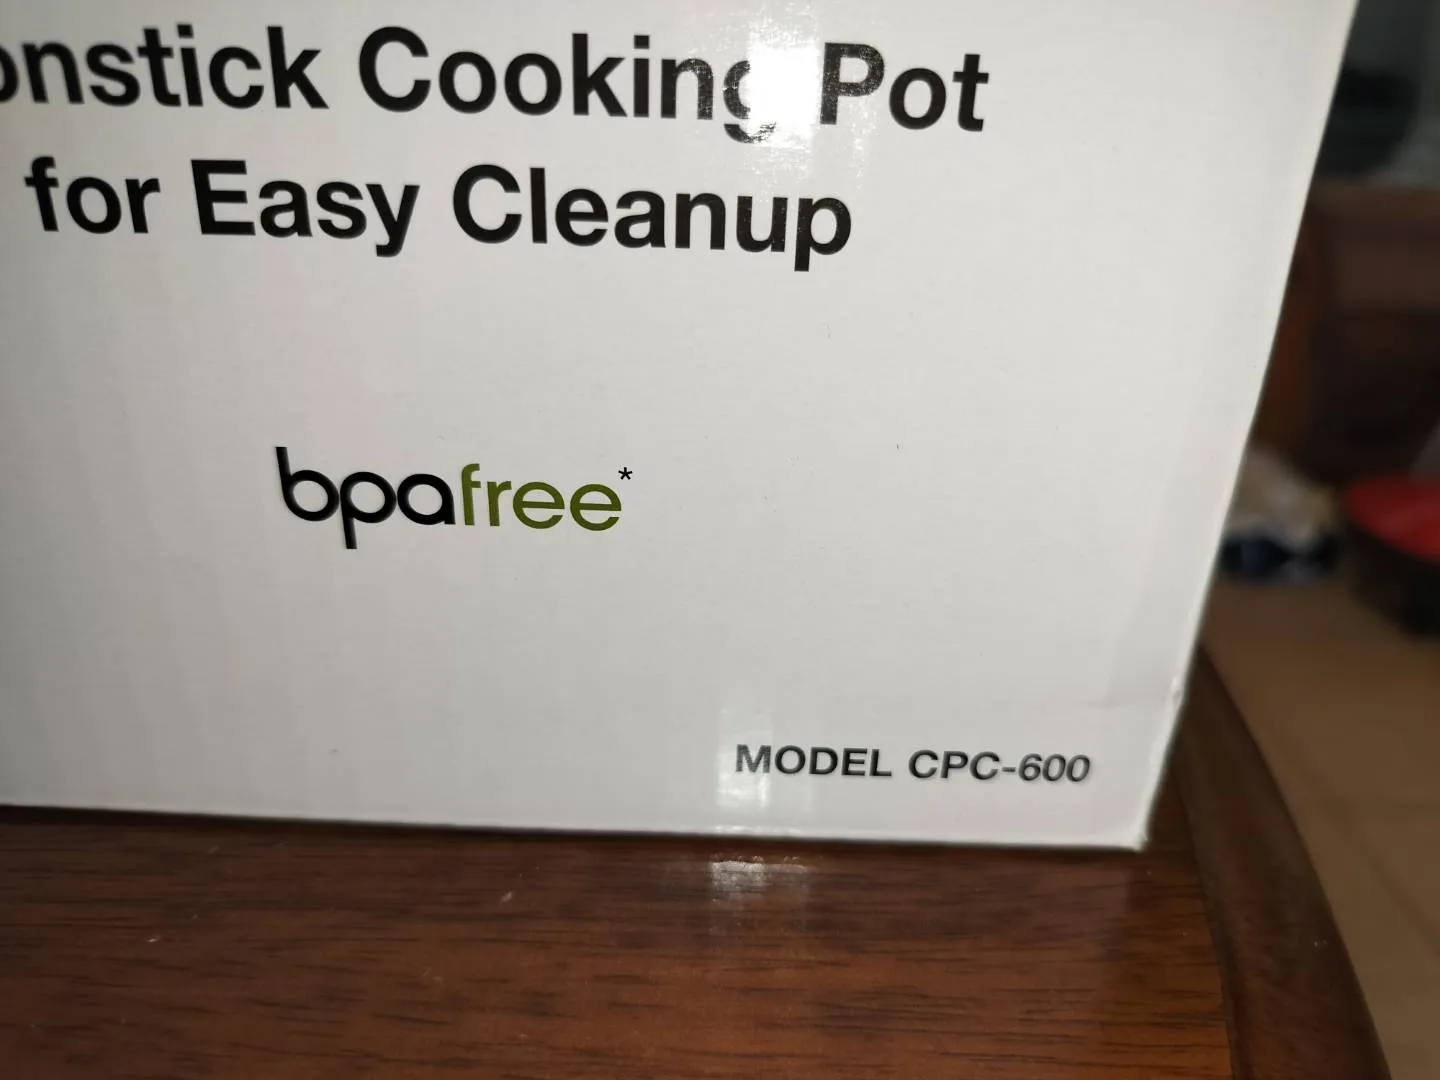 onstick Cooking Pot
for Easy Cleanup
bpafree*
MODEL CPC-600